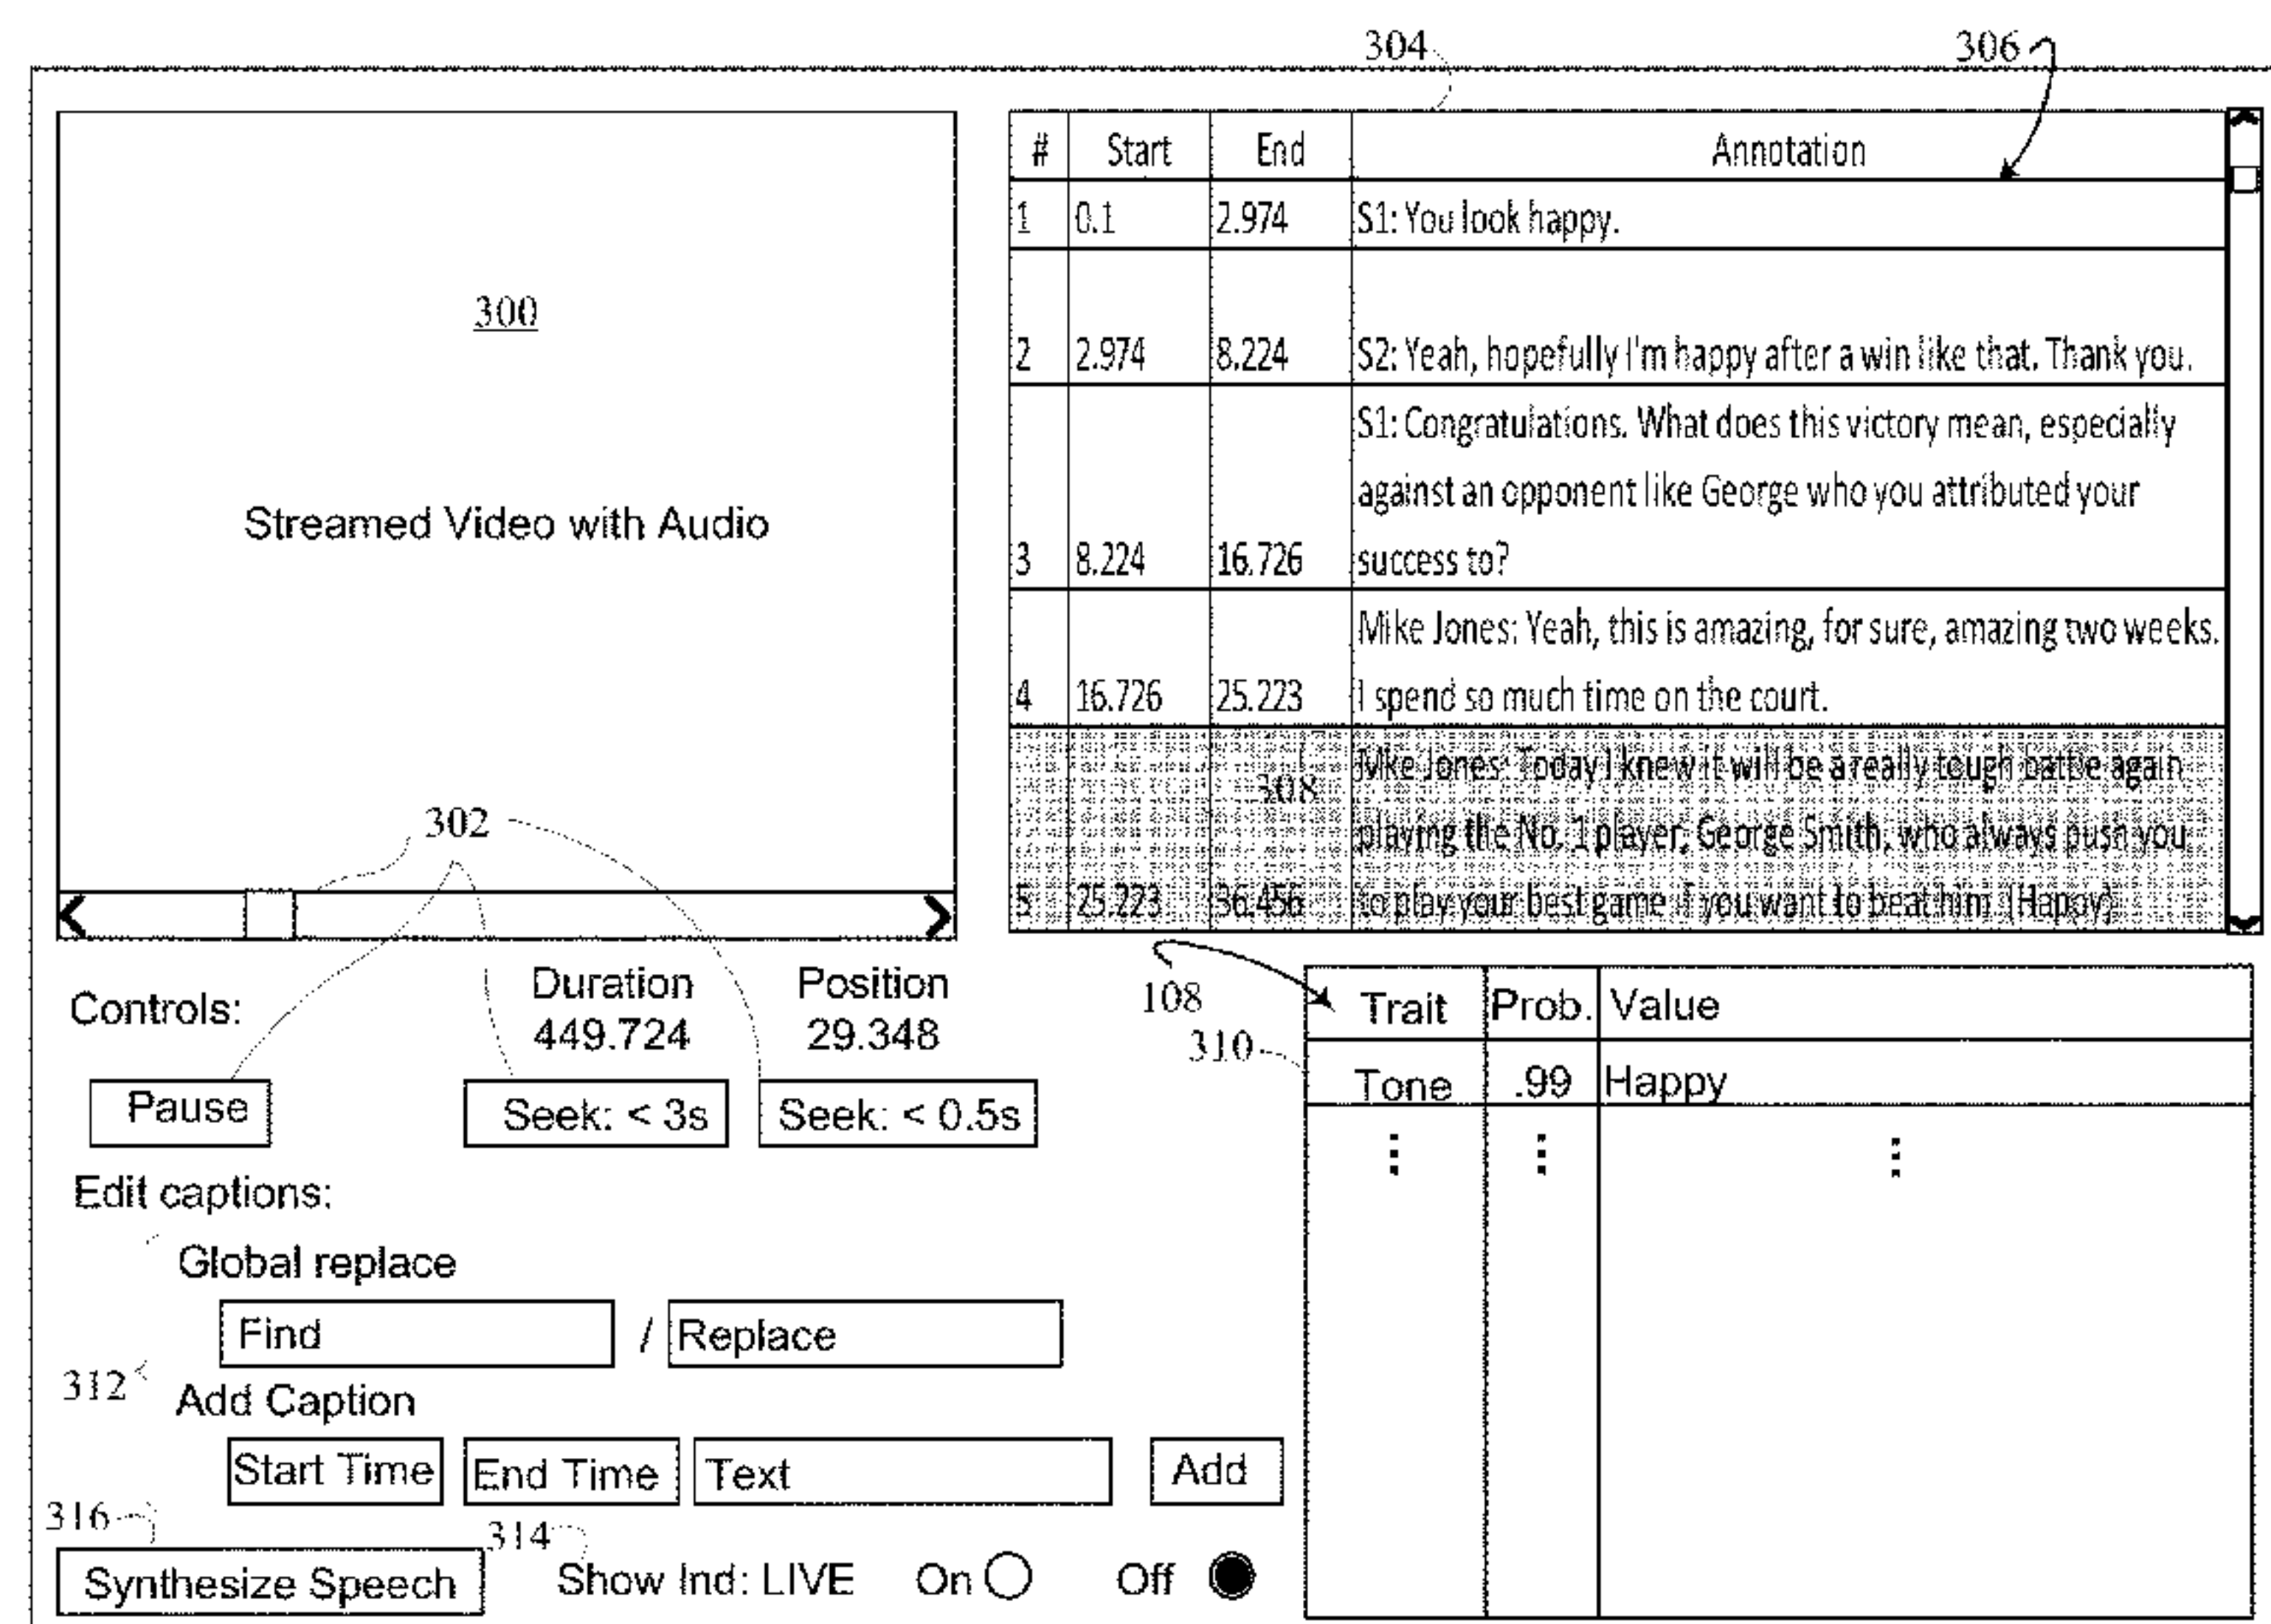 304
306
300
Streamed Video with Audio
# Start End Annotation
1 0.1 2.974 S1: You look happy.
2 2.974 8.224 S2: Yeah, hopefully I'm happy after a win like that. Thank you.
S1: Congratulations. What does this victory mean, especially
against an opponent like George who you attributed your
3 8.224 16.726 success to?
Mike Jones: Yeah, this is amazing, for sure, amazing two weeks.
4 16.726 25.223 I spend so much time on the court.
308 Mike Jones: Today I knew it will be a really tough battle again
playing the No. 1 player, George Smith, who always push you
5 25.223 36.456 to play your best game if you want to beat him. (Happy)
302
Controls:
Duration
449.724
Position
29.348
Pause
Seek: < 3s
Seek: < 0.5s
108
310
Trait Prob. Value
Tone .99 Happy
⋮ ⋮ ⋮
Edit captions:
Global replace
Find / Replace
312
Add Caption
Start Time End Time Text Add
316
314
Synthesize Speech
Show Ind: LIVE On Off